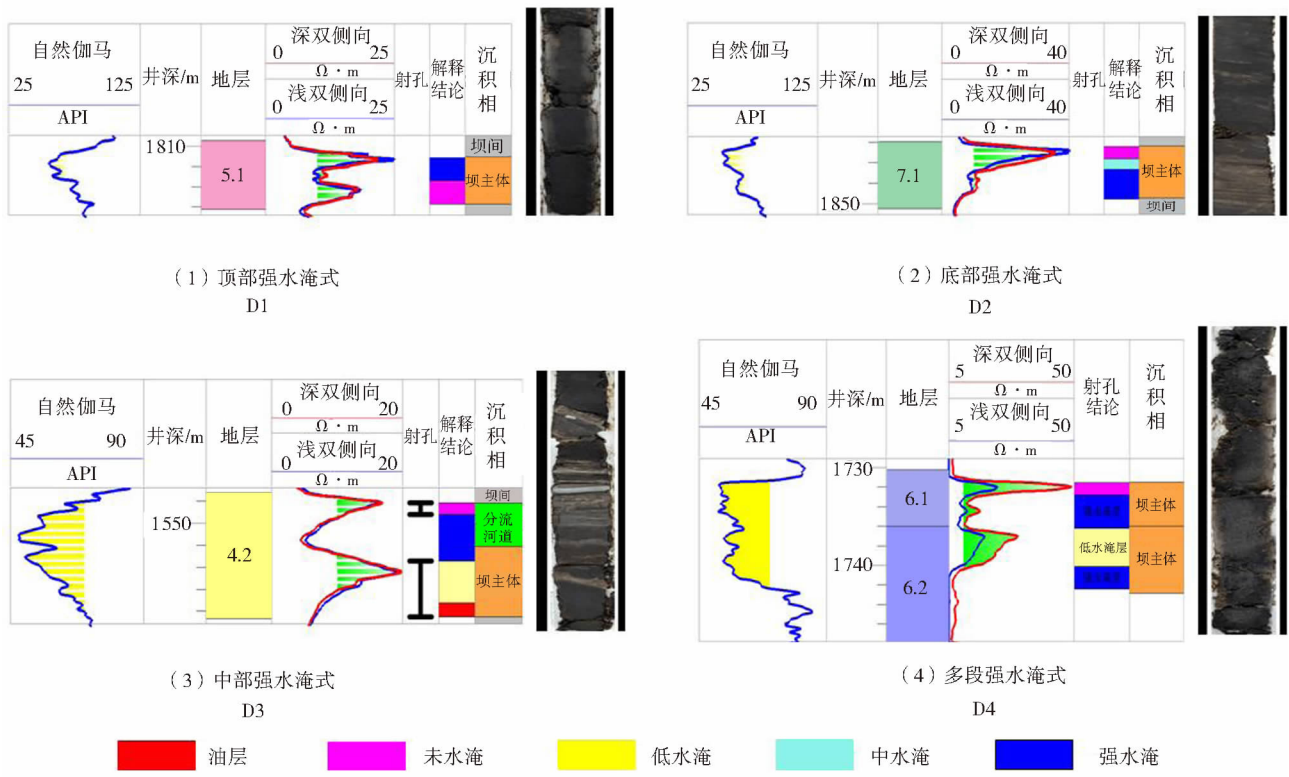 自然伽马
25 125
API
井深/m
地层
深双侧向
0 25
Ω·m
浅双侧向
0 25
Ω·m
射孔
解释结论
沉积相
1810
5.1
坝间
坝主体
(1)顶部强水淹式
D1
自然伽马
25 125
API
井深/m
地层
深双侧向
0 40
Ω·m
浅双侧向
0 40
Ω·m
射孔
解释结论
沉积相
7.1
1850
坝主体
坝间
(2)底部强水淹式
D2
自然伽马
45 90
API
井深/m
地层
深双侧向
0 20
Ω·m
浅双侧向
0 20
Ω·m
射孔
解释结论
沉积相
1550
4.2
坝间
分流
河道
坝主体
(3)中部强水淹式
D3
自然伽马
45 90
API
井深/m
地层
深双侧向
5 50
Ω·m
浅双侧向
5 50
Ω·m
射孔
结论
沉积相
1730
1740
6.1
6.2
低水淹层
坝主体
坝主体
(4)多段强水淹式
D4
油层
未水淹
低水淹
中水淹
强水淹